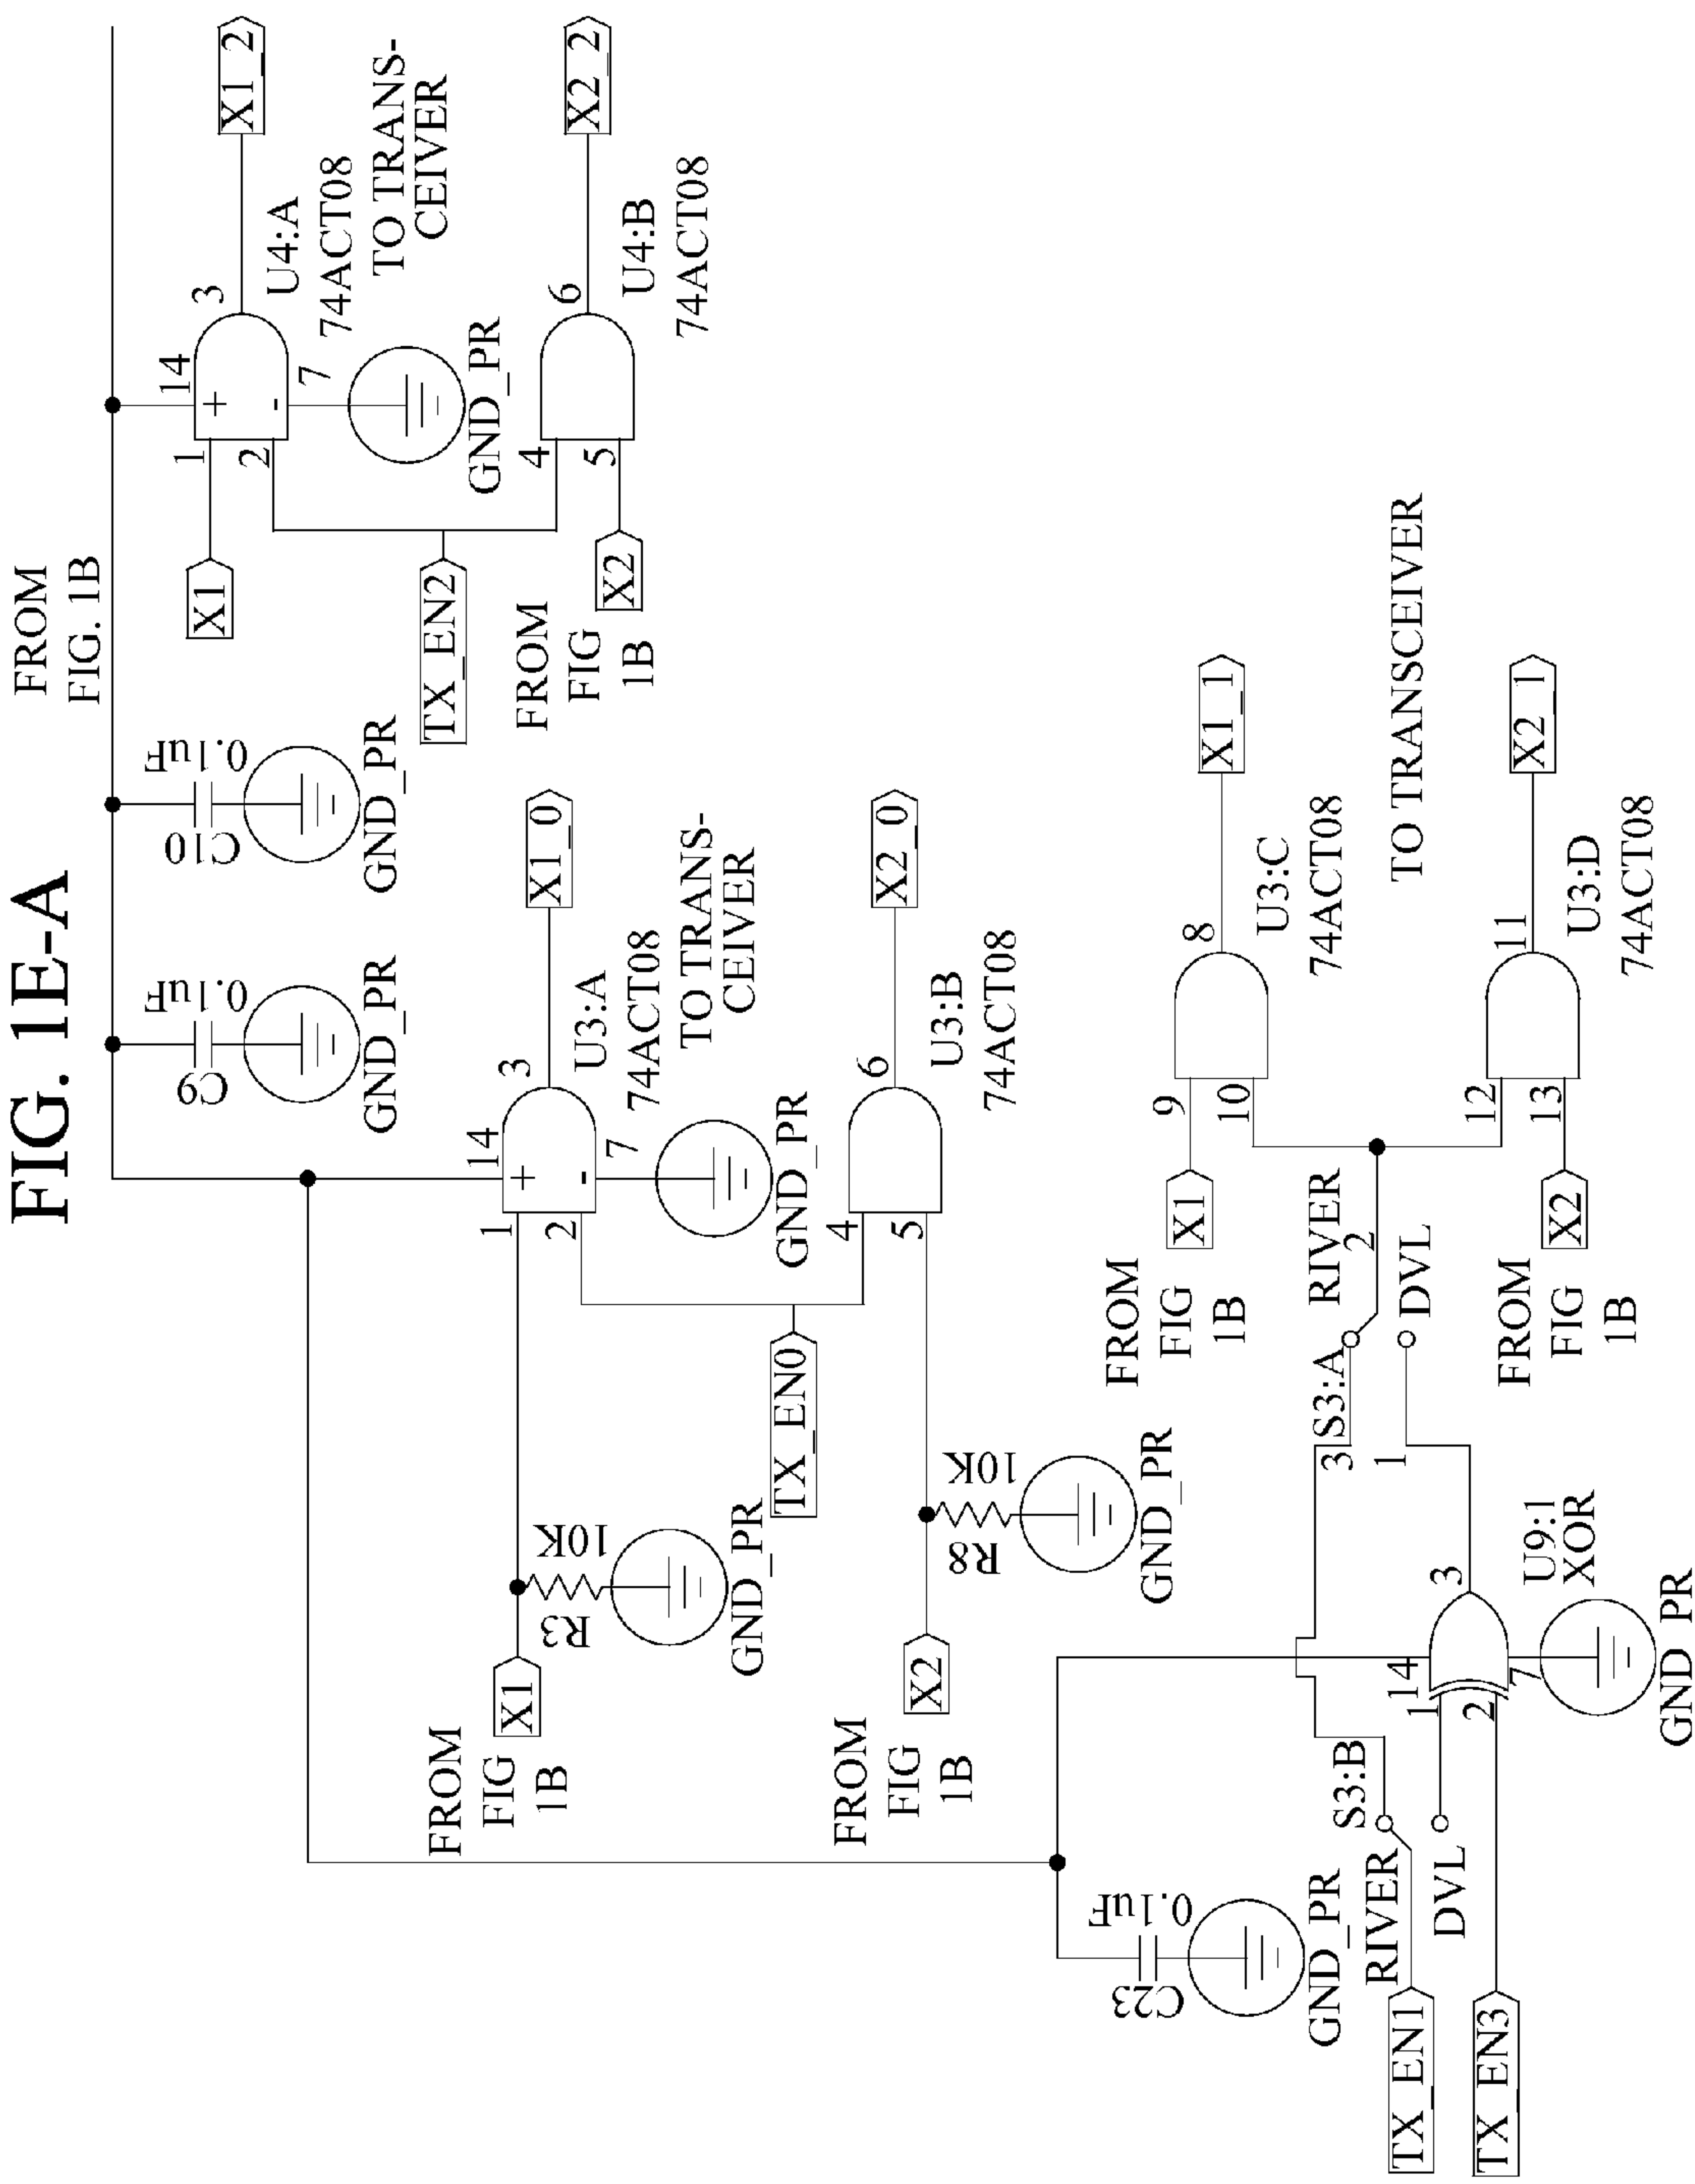 FIG. 1E-A
FROM
FIG. 1B
C9
0.1uF
GND_PR
C10
0.1uF
GND_PR
X1
1
2
14
+
-
7
3
X1_2
U4:A
74ACT08
GND_PR
TO TRANS-
CEIVER
TX_EN2
FROM
FIG
1B
X2
4
5
6
X2_2
U4:B
74ACT08
FROM
FIG
1B
X1
R3
10K
GND_PR
1
2
14
+
-
7
3
X1_0
U3:A
74ACT08
GND_PR
TO TRANS-
CEIVER
TX_EN0
FROM
FIG
1B
X2
R8
10K
GND_PR
4
5
6
X2_0
U3:B
74ACT08
C23
0.1uF
GND_PR
FROM
FIG
1B
X1
9
10
8
X1_1
U3:C
74ACT08
TO TRANSCEIVER
TX_EN1
RIVER
S3:B
DVL
TX_EN3
1
2
14
7
3
U9:1
XOR
GND_PR
3
S3:A
RIVER
2
1
DVL
FROM
FIG
1B
X2
12
13
11
X2_1
U3:D
74ACT08